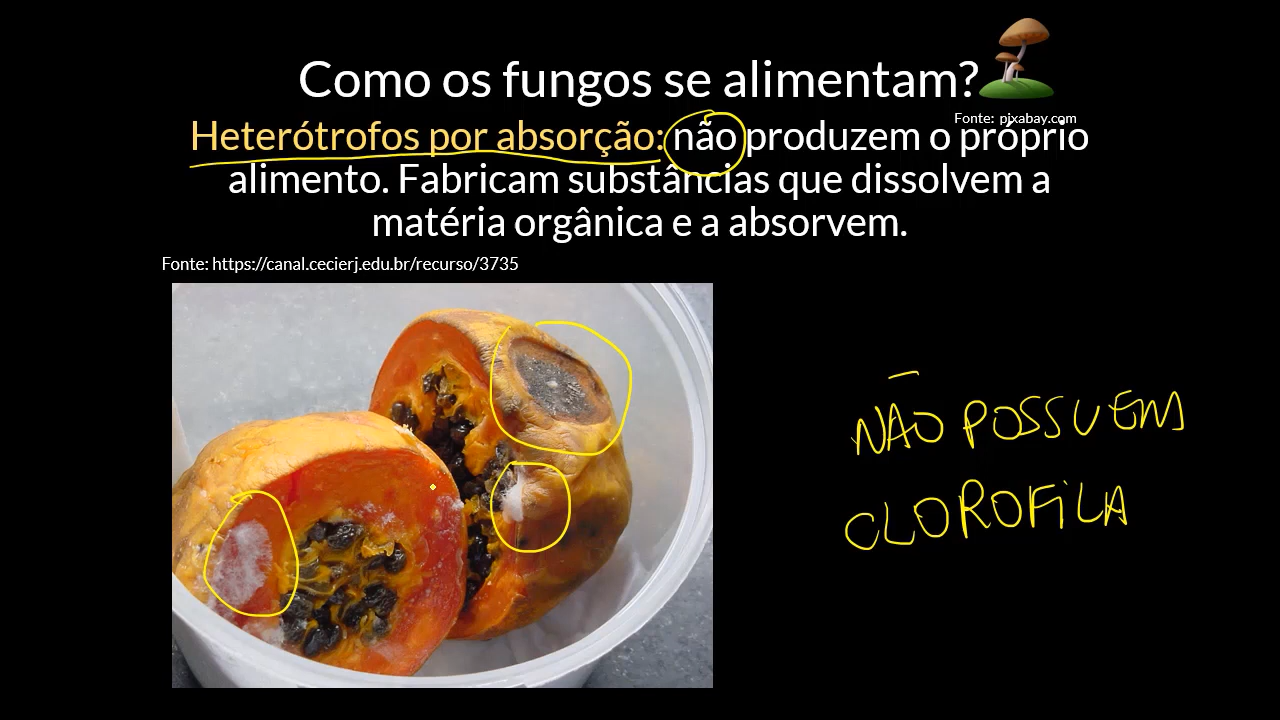 Como os fungos se alimentam?
Fonte: pixabay.com
Heterótrofos por absorção: não produzem o próprio
alimento. Fabricam substâncias que dissolvem a
matéria orgânica e a absorvem.
Fonte: https://canal.cecierj.edu.br/recurso/3735
NÃO POSSUEM
CLOROFILA